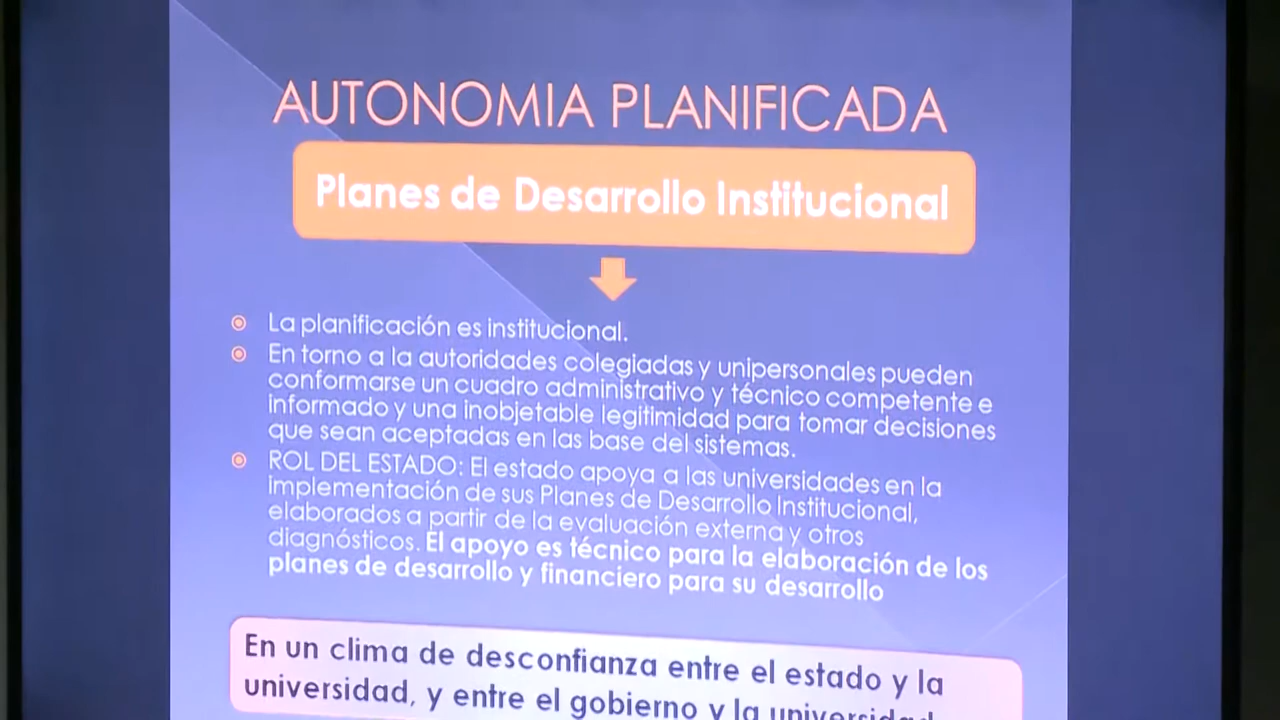 AUTONOMIA PLANIFICADA
Planes de Desarrollo Institucional
La planificación es institucional.
En torno a la autoridades colegiadas y unipersonales pueden
conformarse un cuadro administrativo y técnico competente e
informado y una inobjetable legitimidad para tomar decisiones
que sean aceptadas en las base del sistemas.
ROL DEL ESTADO: El estado apoya a las universidades en la
implementación de sus Planes de Desarrollo Institucional,
elaborados a partir de la evaluación externa y otros
diagnósticos. El apoyo es técnico para la elaboración de los
planes de desarrollo y financiero para su desarrollo
En un clima de desconfianza entre el estado y la
universidad, y entre el gobierno y la universidad